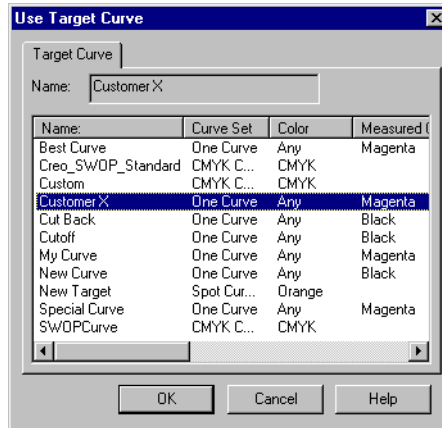 Use Target Curve
Target Curve
Name: Customer X
Name: Curve Set Color Measured (
Best Curve One Curve Any Magenta
Creo_SWOP_Standard CMYK C... CMYK
Custom CMYK C... CMYK
Customer X One Curve Any Magenta
Cut Back One Curve Any Black
Cutoff One Curve Any Black
My Curve One Curve Any Magenta
New Curve One Curve Any Black
New Target Spot Cur... Orange
Special Curve One Curve Any Magenta
SWOPCurve CMYK C... CMYK
OK Cancel Help